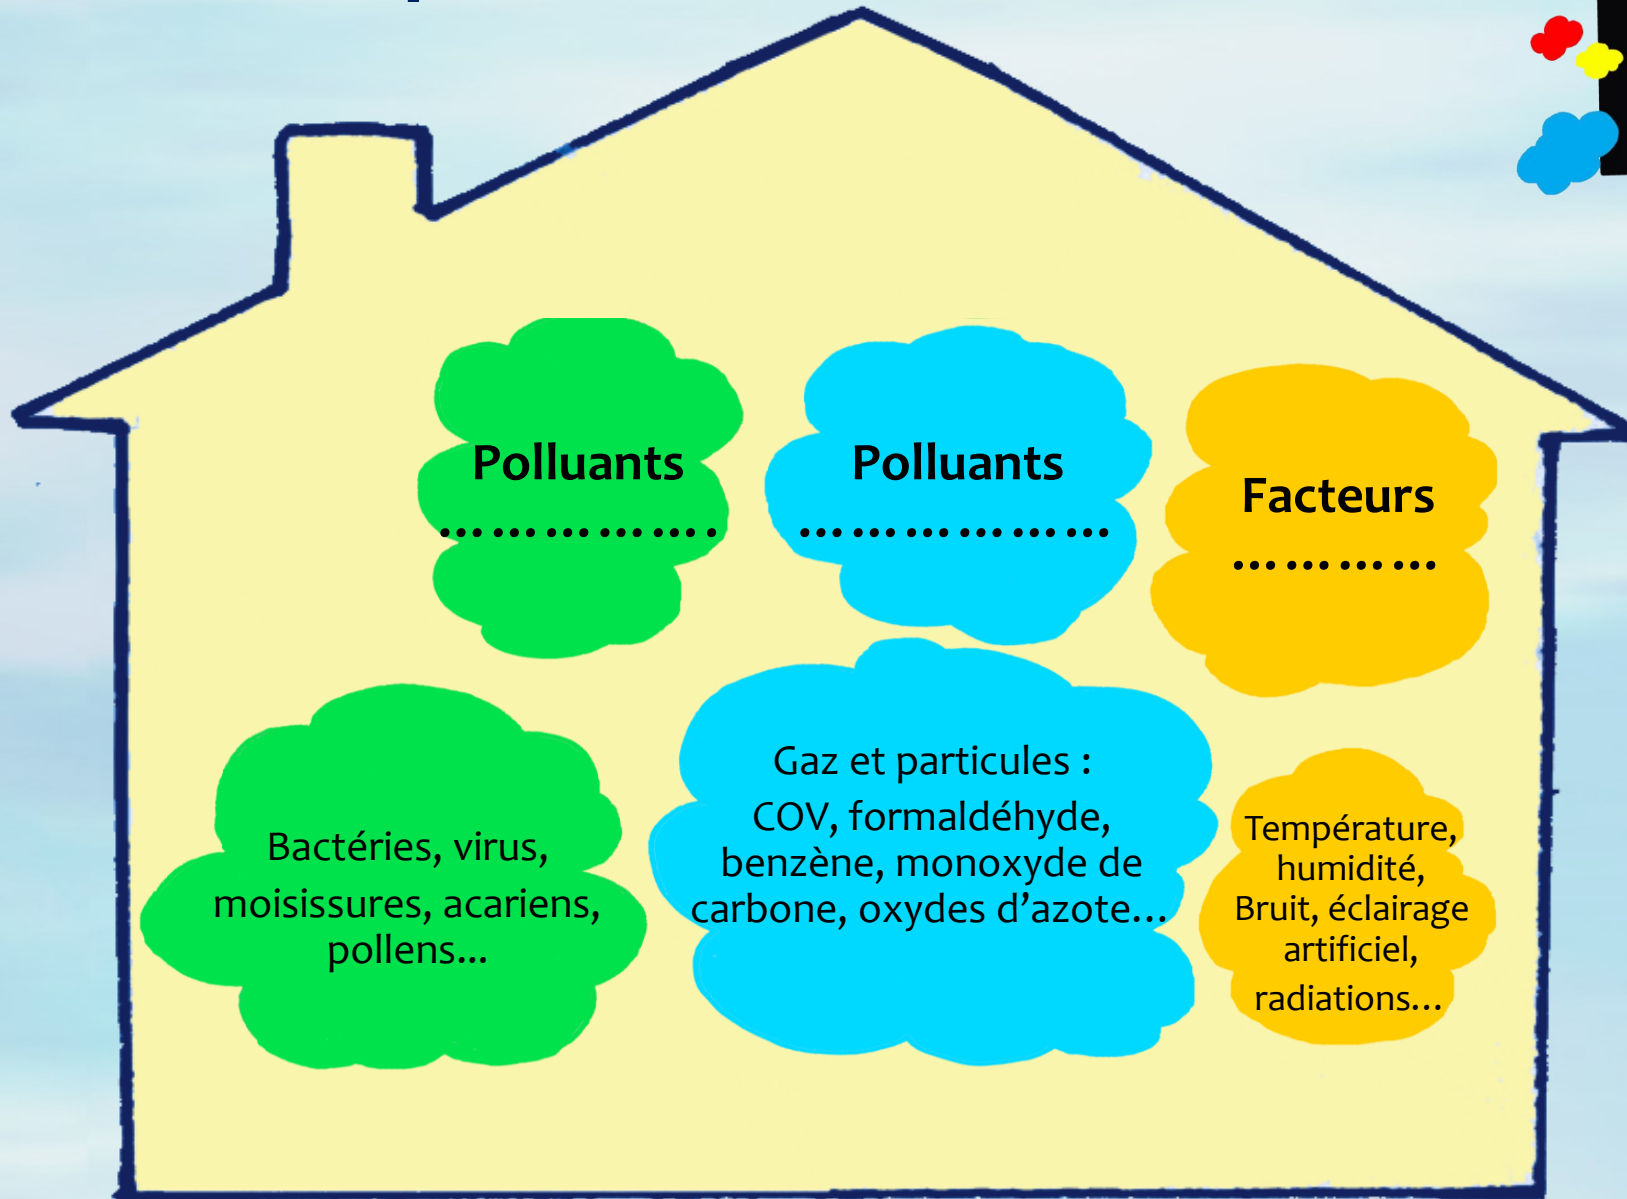 Polluants
…………….
Polluants
………………
Facteurs
…………
Bactéries, virus,
moisissures, acariens,
pollens...
Gaz et particules :
COV, formaldéhyde,
benzène, monoxyde de
carbone, oxydes d’azote…
Température,
humidité,
Bruit, éclairage
artificiel,
radiations…